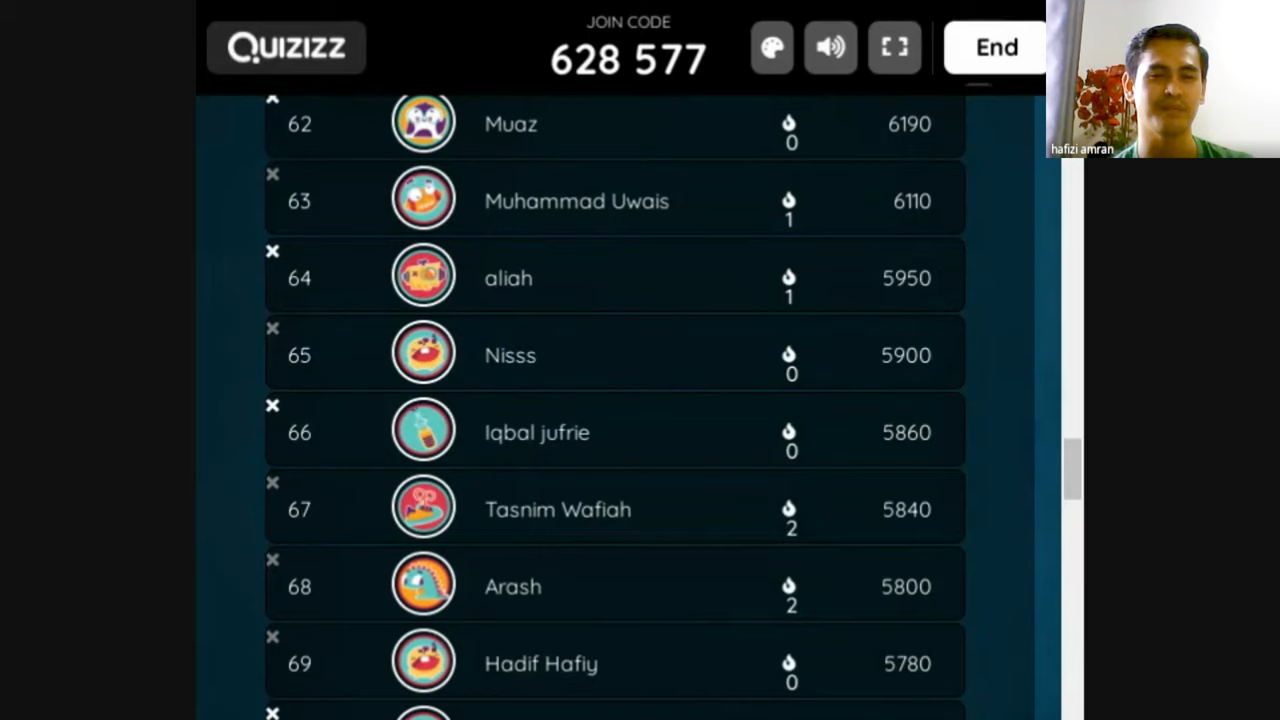 QUIZIZZ
JOIN CODE
628 577
End
hafizi amran
62 Muaz 0 6190
63 Muhammad Uwais 1 6110
64 aliah 1 5950
65 Nisss 0 5900
66 Iqbal jufrie 0 5860
67 Tasnim Wafiah 2 5840
68 Arash 2 5800
69 Hadif Hafiy 0 5780